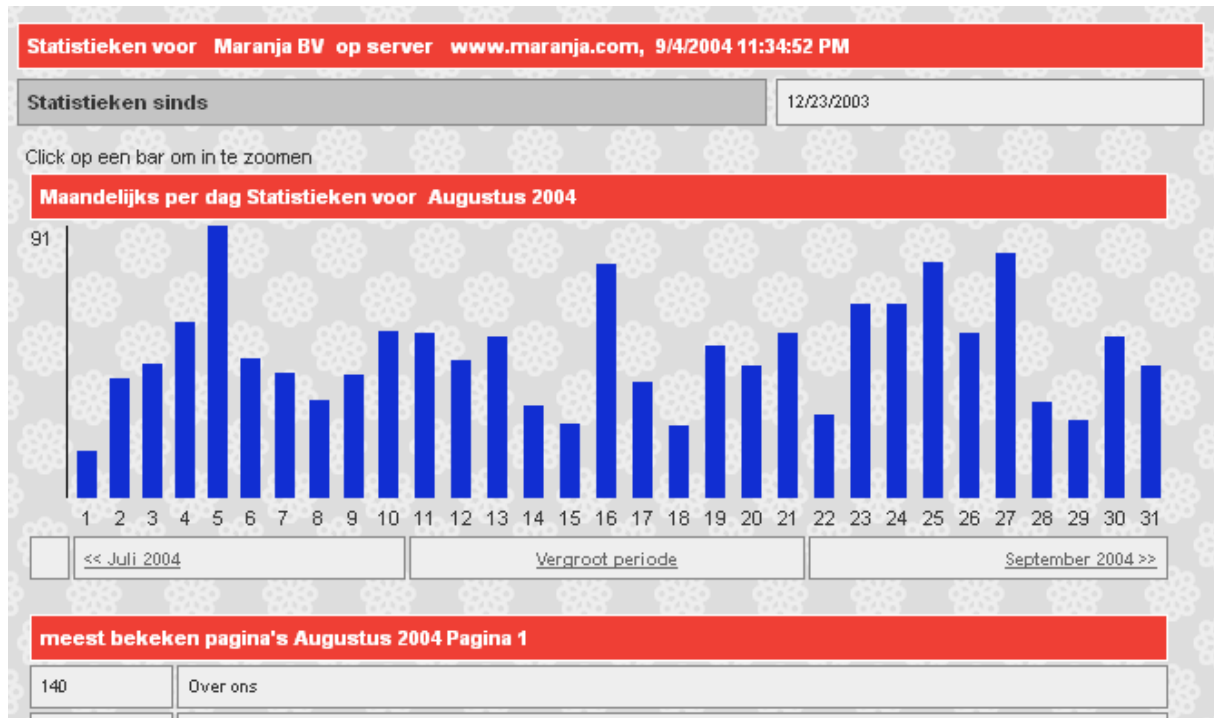 Statistieken voor Maranja BV op server www.maranja.com, 9/4/2004 11:34:52 PM
Statistieken sinds 12/23/2003
Click op een bar om in te zoomen
Maandelijks per dag Statistieken voor Augustus 2004
91
1 2 3 4 5 6 7 8 9 10 11 12 13 14 15 16 17 18 19 20 21 22 23 24 25 26 27 28 29 30 31
<< Juli 2004 Vergroot periode September 2004 >>
meest bekeken pagina's Augustus 2004 Pagina 1
140 Over ons